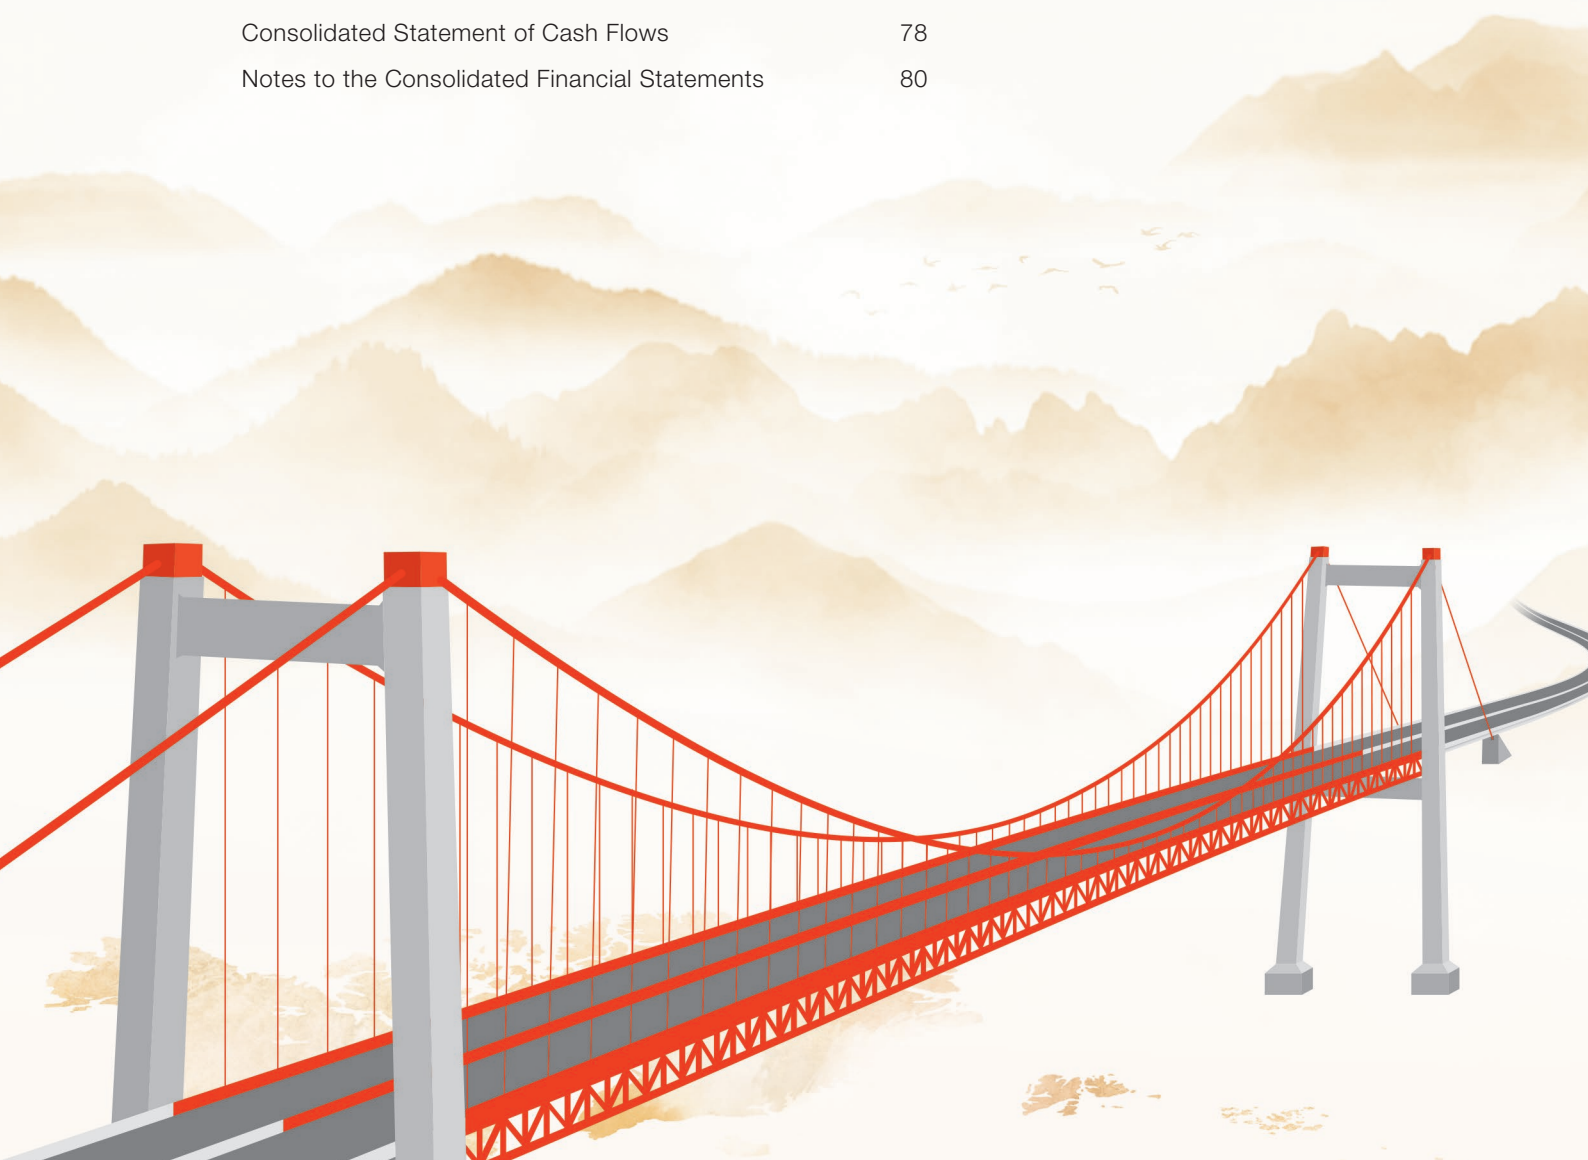 Consolidated Statement of Cash Flows 78
Notes to the Consolidated Financial Statements 80